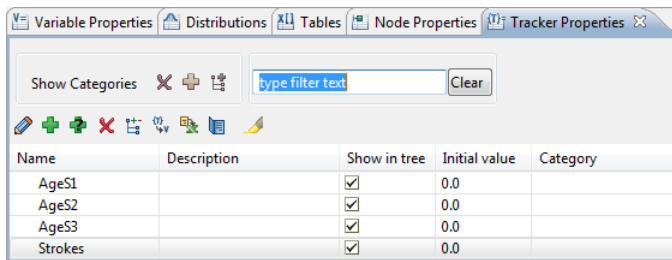 Variable Properties Distributions Tables Node Properties Tracker Properties
Show Categories type filter text Clear
Name Description Show in tree Initial value Category
AgeS1 0.0
AgeS2 0.0
AgeS3 0.0
Strokes 0.0